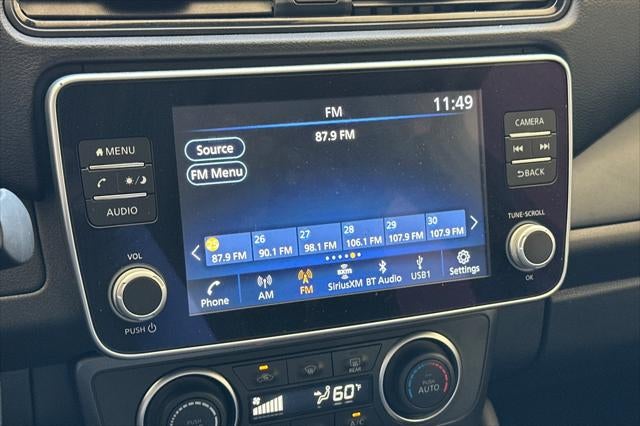 FM
11:49
87.9 FM
Source
FM Menu
26 27 28 29 30
87.9 FM 90.1 FM 98.1 FM 106.1 FM 107.9 FM 107.9 FM
Phone AM FM SiriusXM BT Audio USB1 Settings
MENU
AUDIO
VOL
PUSH
CAMERA
BACK
TUNE·SCROLL
OK
REAR
60°F
A/C
PUSH
AUTO